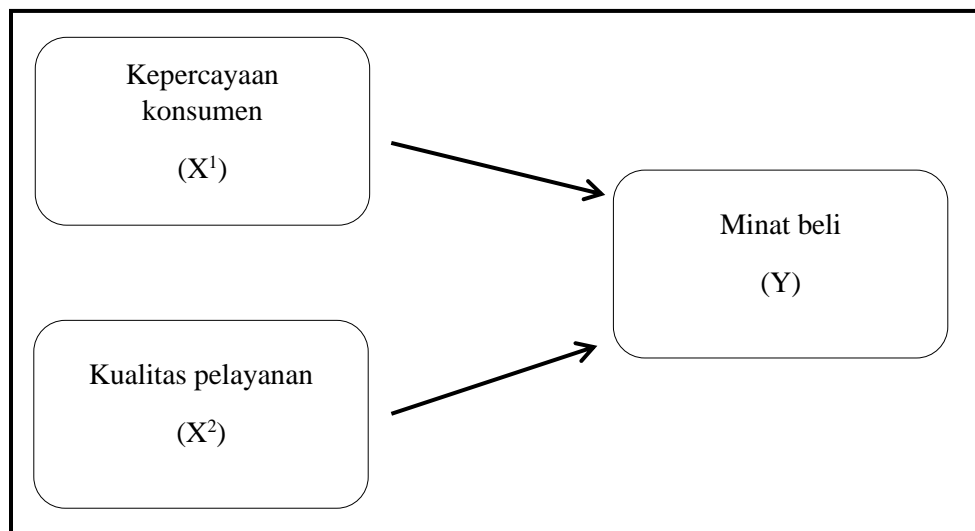 Kepercayaan
konsumen
(X¹)
Minat beli
(Y)
Kualitas pelayanan
(X²)